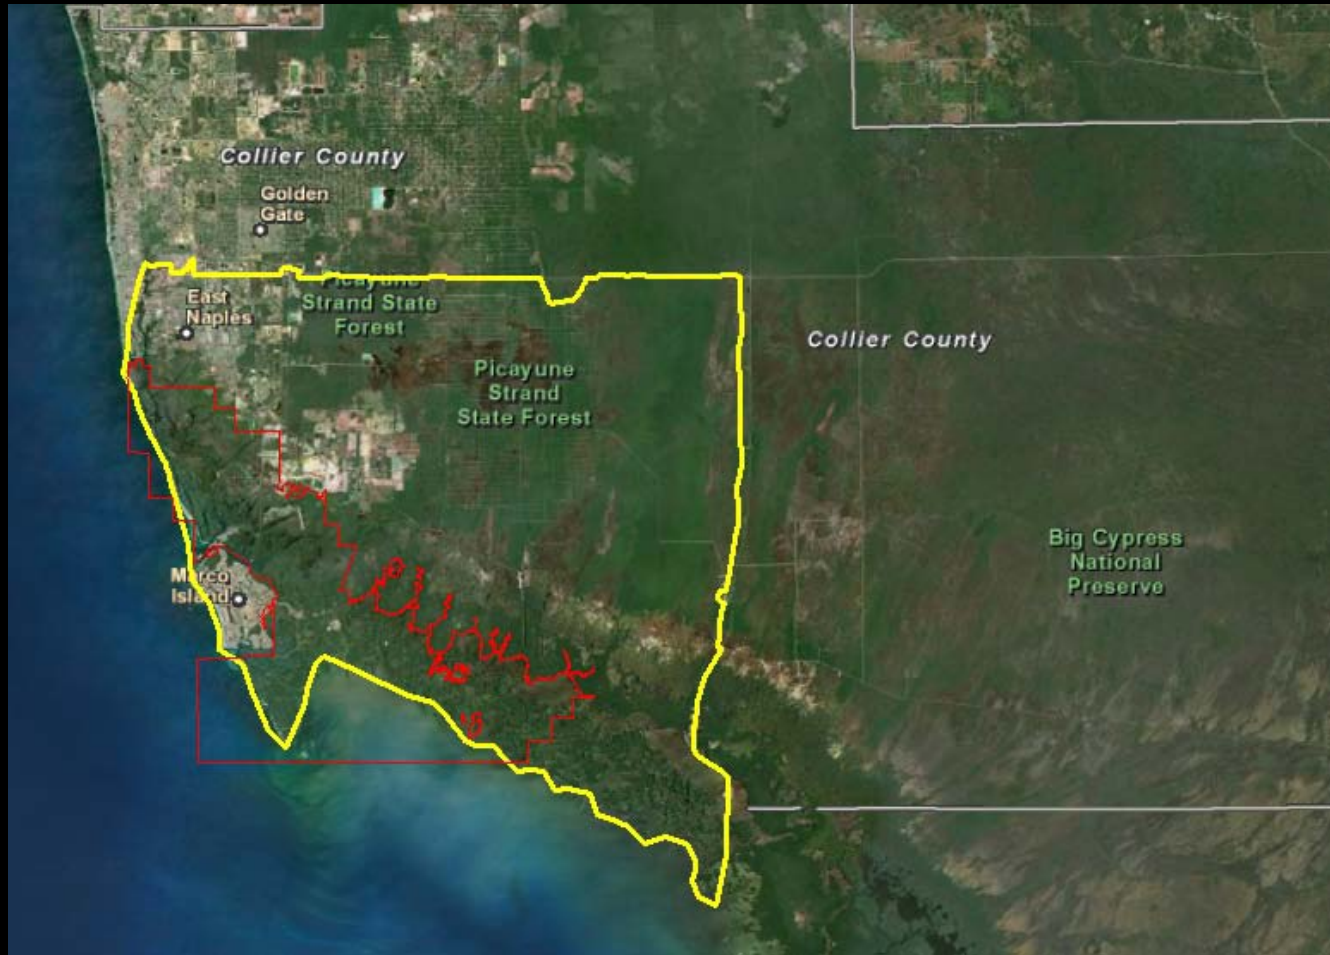 Collier County
Golden
Gate
East
Naples
Picayune
Strand State
Forest
Collier County
Picayune
Strand
State Forest
Big Cypress
National
Preserve
Marco
Island